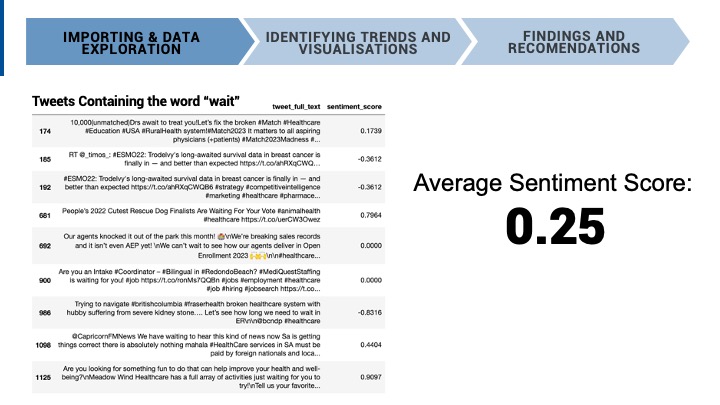 IMPORTING & DATA
EXPLORATION
IDENTIFYING TRENDS AND
VISUALISATIONS
FINDINGS AND
RECOMENDATIONS
Tweets Containing the word “wait”
tweet_full_text sentiment_score
10,000|unmatched|Drs await to treat you!Let's fix the broken #Match #Healthcare
174 #Education #USA #RuralHealth system!#Match2023 It matters to all aspiring 0.1739
physicians (+patients) #Match2023Madness #...
185 RT @_timos_: #ESMO22: Trodelvy's long-awaited survival data in breast cancer is -0.3612
finally in — and better than expected https://t.co/ahRXqCWQ...
#ESMO22: Trodelvy's long-awaited survival data in breast cancer is finally in — and
192 better than expected https://t.co/ahRXqCWQB6 #strategy #competitiveintelligence -0.3612
#marketing #healthcare #pharmace...
681 People's 2022 Cutest Rescue Dog Finalists Are Waiting For Your Vote #animalhealth 0.7964
#healthcare https://t.co/uerCW3Owez
Our agents knocked it out of the park this month! \n\nWe're breaking sales records
692 and it isn't even AEP yet! \nWe can't wait to see how our agents deliver in Open 0.0000
Enrollment 2023 🙌🙌\n\n#healthcare...
Are you an Intake #Coordinator – #Bilingual in #RedondoBeach? #MediQuestStaffing
900 is waiting for you! #job https://t.co/ronMs7QQBn #jobs #employment #healthcare 0.0000
#job #hiring #jobsearch https://t.co...
Trying to navigate #britishcolumbia #fraserhealth broken healthcare system with
986 hubby suffering from severe kidney stone.... Let's see how long we need to wait in -0.8316
ER\n\n@bcndp #healthcare
@CapricornFMNews We have waiting to hear this kind of news now Sa is getting
1098 things correct there is absolutely nothing mahala #HealthCare services in SA must be 0.4404
paid by foreign nationals and loca...
Are you looking for something fun to do that can help improve your health and well-
1125 being?\nMeadow Wind Healthcare has a full array of activities just waiting for you to 0.9097
try!\nTell us your favorite...
Average Sentiment Score:
0.25